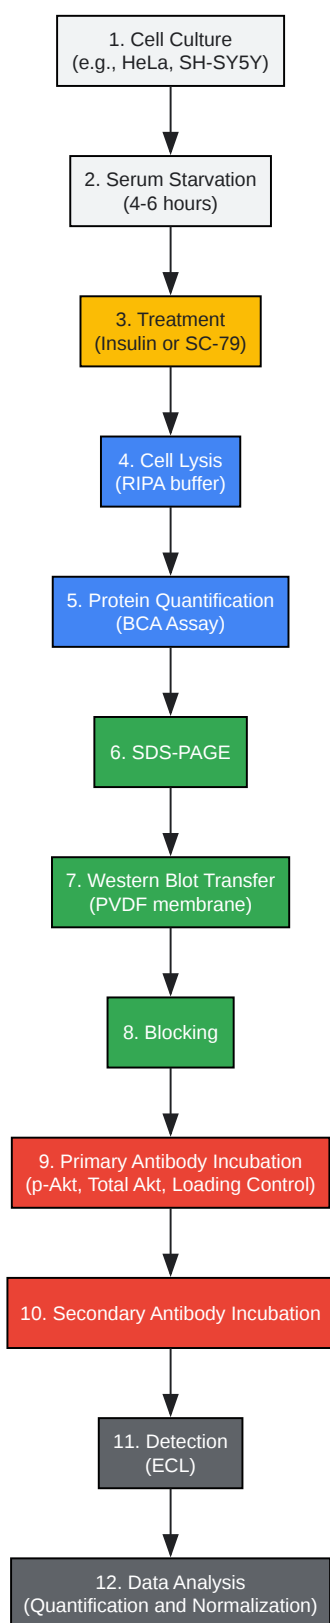 1. Cell Culture
(e.g., HeLa, SH-SY5Y)
2. Serum Starvation
(4-6 hours)
3. Treatment
(Insulin or SC-79)
4. Cell Lysis
(RIPA buffer)
5. Protein Quantification
(BCA Assay)
6. SDS-PAGE
7. Western Blot Transfer
(PVDF membrane)
8. Blocking
9. Primary Antibody Incubation
(p-Akt, Total Akt, Loading Control)
10. Secondary Antibody Incubation
11. Detection
(ECL)
12. Data Analysis
(Quantification and Normalization)